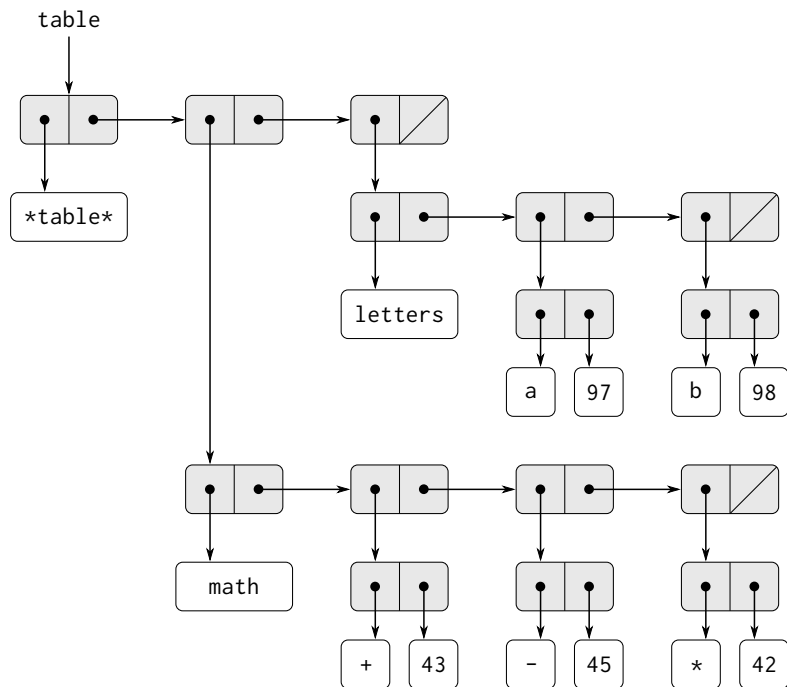 table
*table*
letters
a 97 b 98
math
+ 43 - 45 * 42